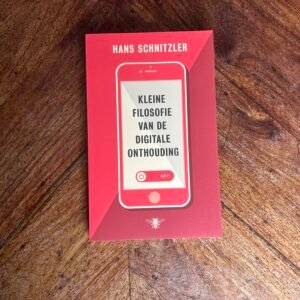 HANS SCHNITZLER
KLEINE
FILOSOFIE
VAN DE
DIGITALE
ONTHOUDING